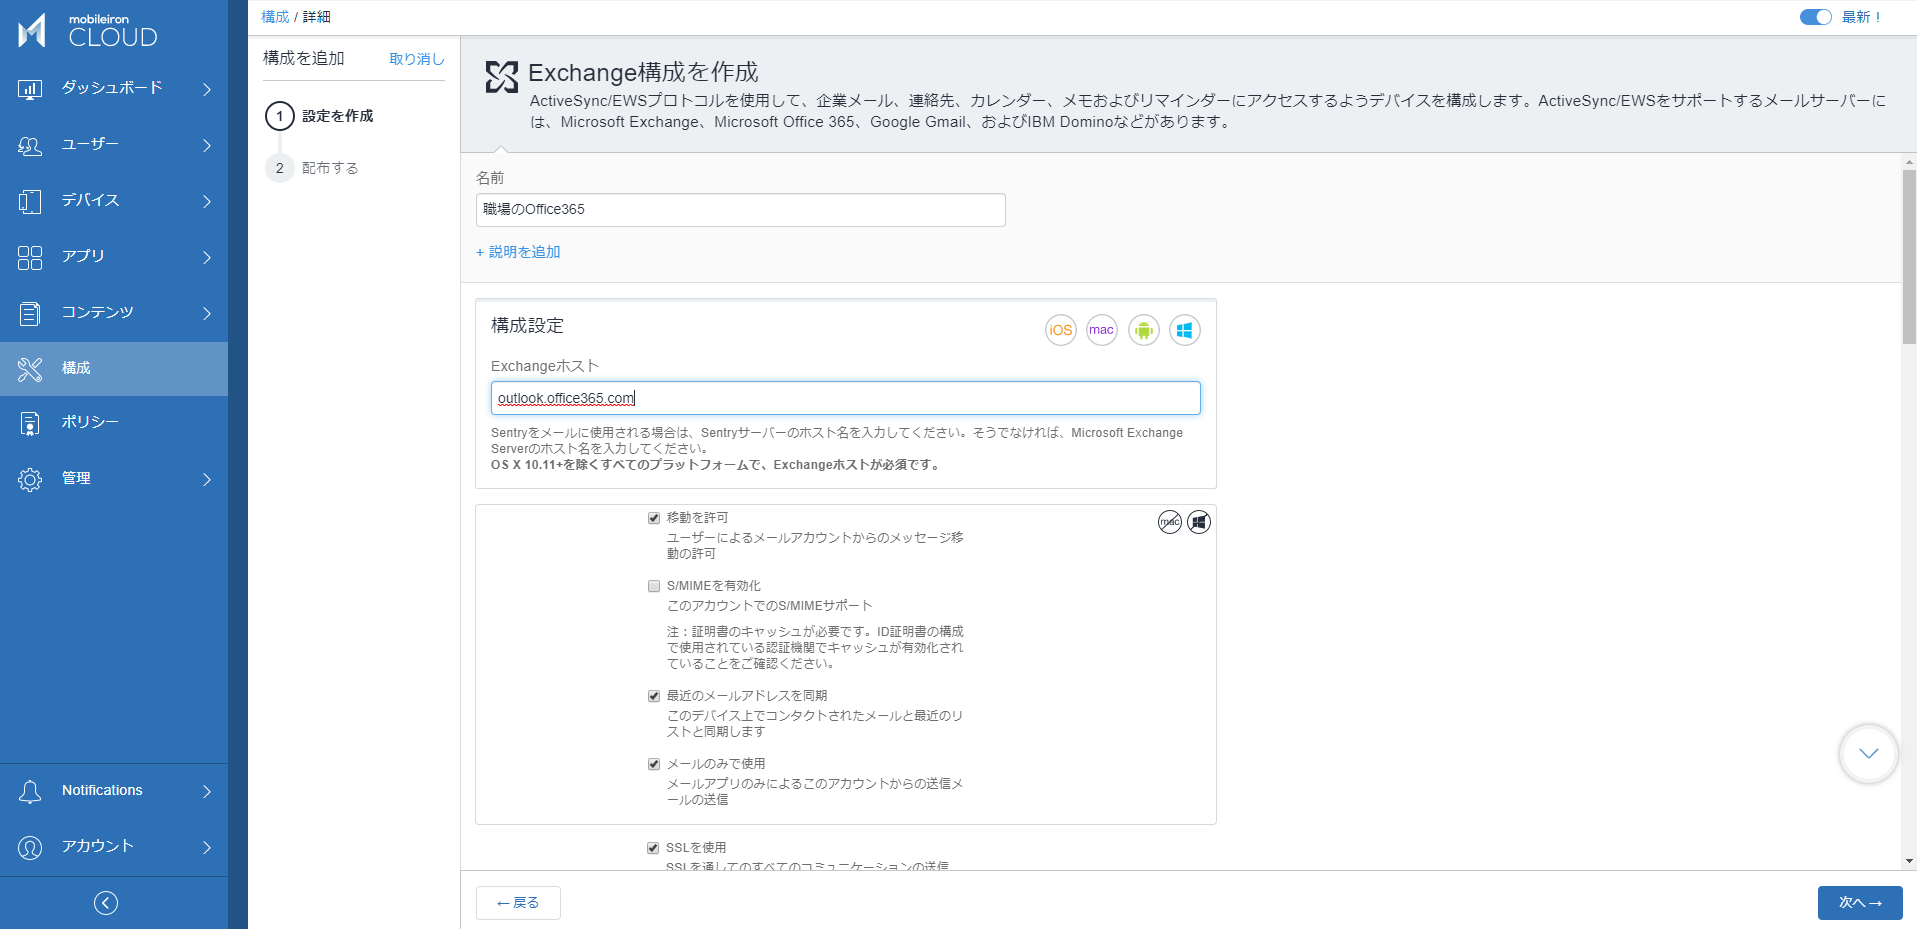 mobileiron
CLOUD
ダッシュボード
ユーザー
デバイス
アプリ
コンテンツ
構成
ポリシー
管理
Notifications
アカウント
構成 / 詳細
最新！
構成を追加
取り消し
1 設定を作成
2 配布する
Exchange構成を作成
ActiveSync/EWSプロトコルを使用して、企業メール、連絡先、カレンダー、メモおよびリマインダーにアクセスするようデバイスを構成します。ActiveSync/EWSをサポートするメールサーバーに
は、Microsoft Exchange、Microsoft Office 365、Google Gmail、およびIBM Dominoなどがあります。
名前
職場のOffice365
+ 説明を追加
構成設定
iOS
mac
Exchangeホスト
outlook.office365.com
Sentryをメールに使用される場合は、Sentryサーバーのホスト名を入力してください。そうでなければ、Microsoft Exchange
Serverのホスト名を入力してください。
OS X 10.11+を除くすべてのプラットフォームで、Exchangeホストが必須です。
mac
移動を許可
ユーザーによるメールアカウントからのメッセージ移
動の許可
S/MIMEを有効化
このアカウントでのS/MIMEサポート
注：証明書のキャッシュが必要です。ID証明書の構成
で使用されている認証機関でキャッシュが有効化され
ていることをご確認ください。
最近のメールアドレスを同期
このデバイス上でコンタクトされたメールと最近のリ
ストと同期します
メールのみで使用
メールアプリのみによるこのアカウントからの送信メ
ールの送信
SSLを使用
SSLを通してのすべてのコミュニケーションの送信
←戻る
次へ→